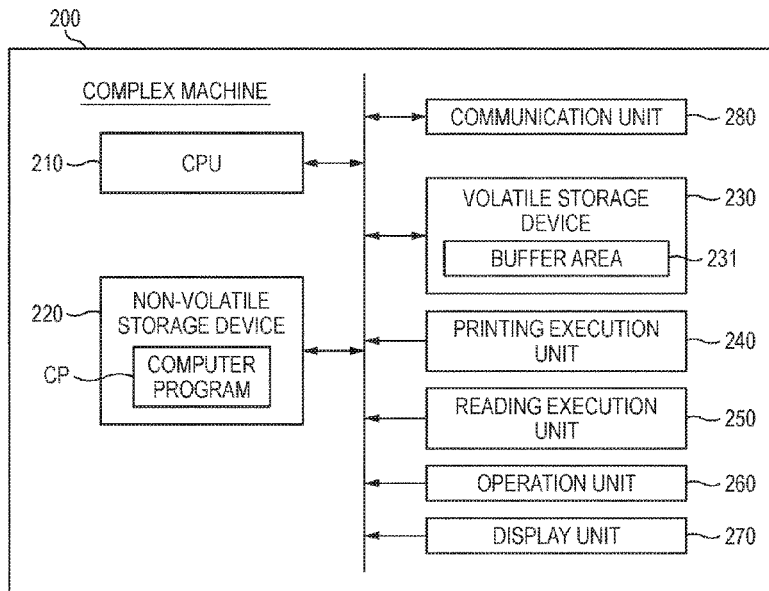 200
COMPLEX MACHINE
210
CPU
220
NON-VOLATILE
STORAGE DEVICE
CP
COMPUTER
PROGRAM
COMMUNICATION UNIT
280
VOLATILE STORAGE
DEVICE
230
BUFFER AREA
231
PRINTING EXECUTION
UNIT
240
READING EXECUTION
UNIT
250
OPERATION UNIT
260
DISPLAY UNIT
270